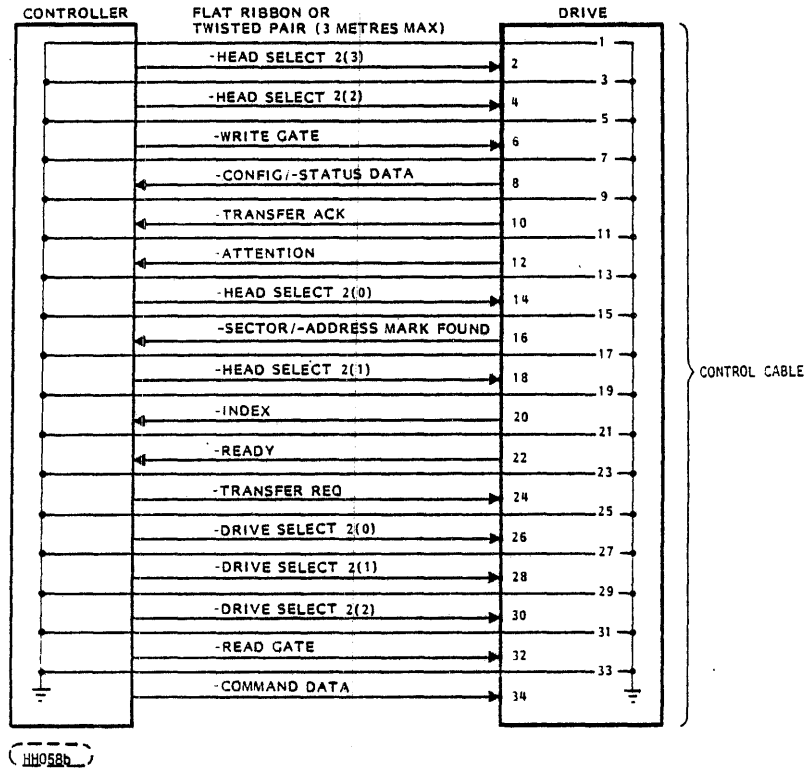 CONTROLLER FLAT RIBBON OR DRIVE
TWISTED PAIR (3 METRES MAX)
1
-HEAD SELECT 2(3) 2
3
-HEAD SELECT 2(2) 4
5
-WRITE GATE 6
7
-CONFIG/-STATUS DATA 8
9
-TRANSFER ACK 10
11
-ATTENTION 12
13
-HEAD SELECT 2(0) 14
15
-SECTOR/-ADDRESS MARK FOUND 16
17
-HEAD SELECT 2(1) 18
CONTROL CABLE
19
-INDEX 20
21
-READY 22
23
-TRANSFER REQ 24
25
-DRIVE SELECT 2(0) 26
27
-DRIVE SELECT 2(1) 28
29
-DRIVE SELECT 2(2) 30
31
-READ GATE 32
33
-COMMAND DATA 34
HH058b